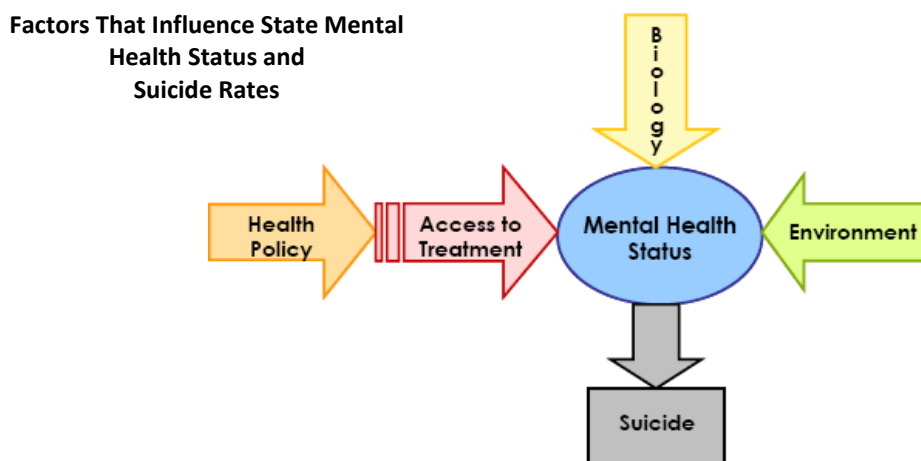 Factors That Influence State Mental
Health Status and
Suicide Rates
Biology
Health
Policy
Access to
Treatment
Mental Health
Status
Environment
Suicide